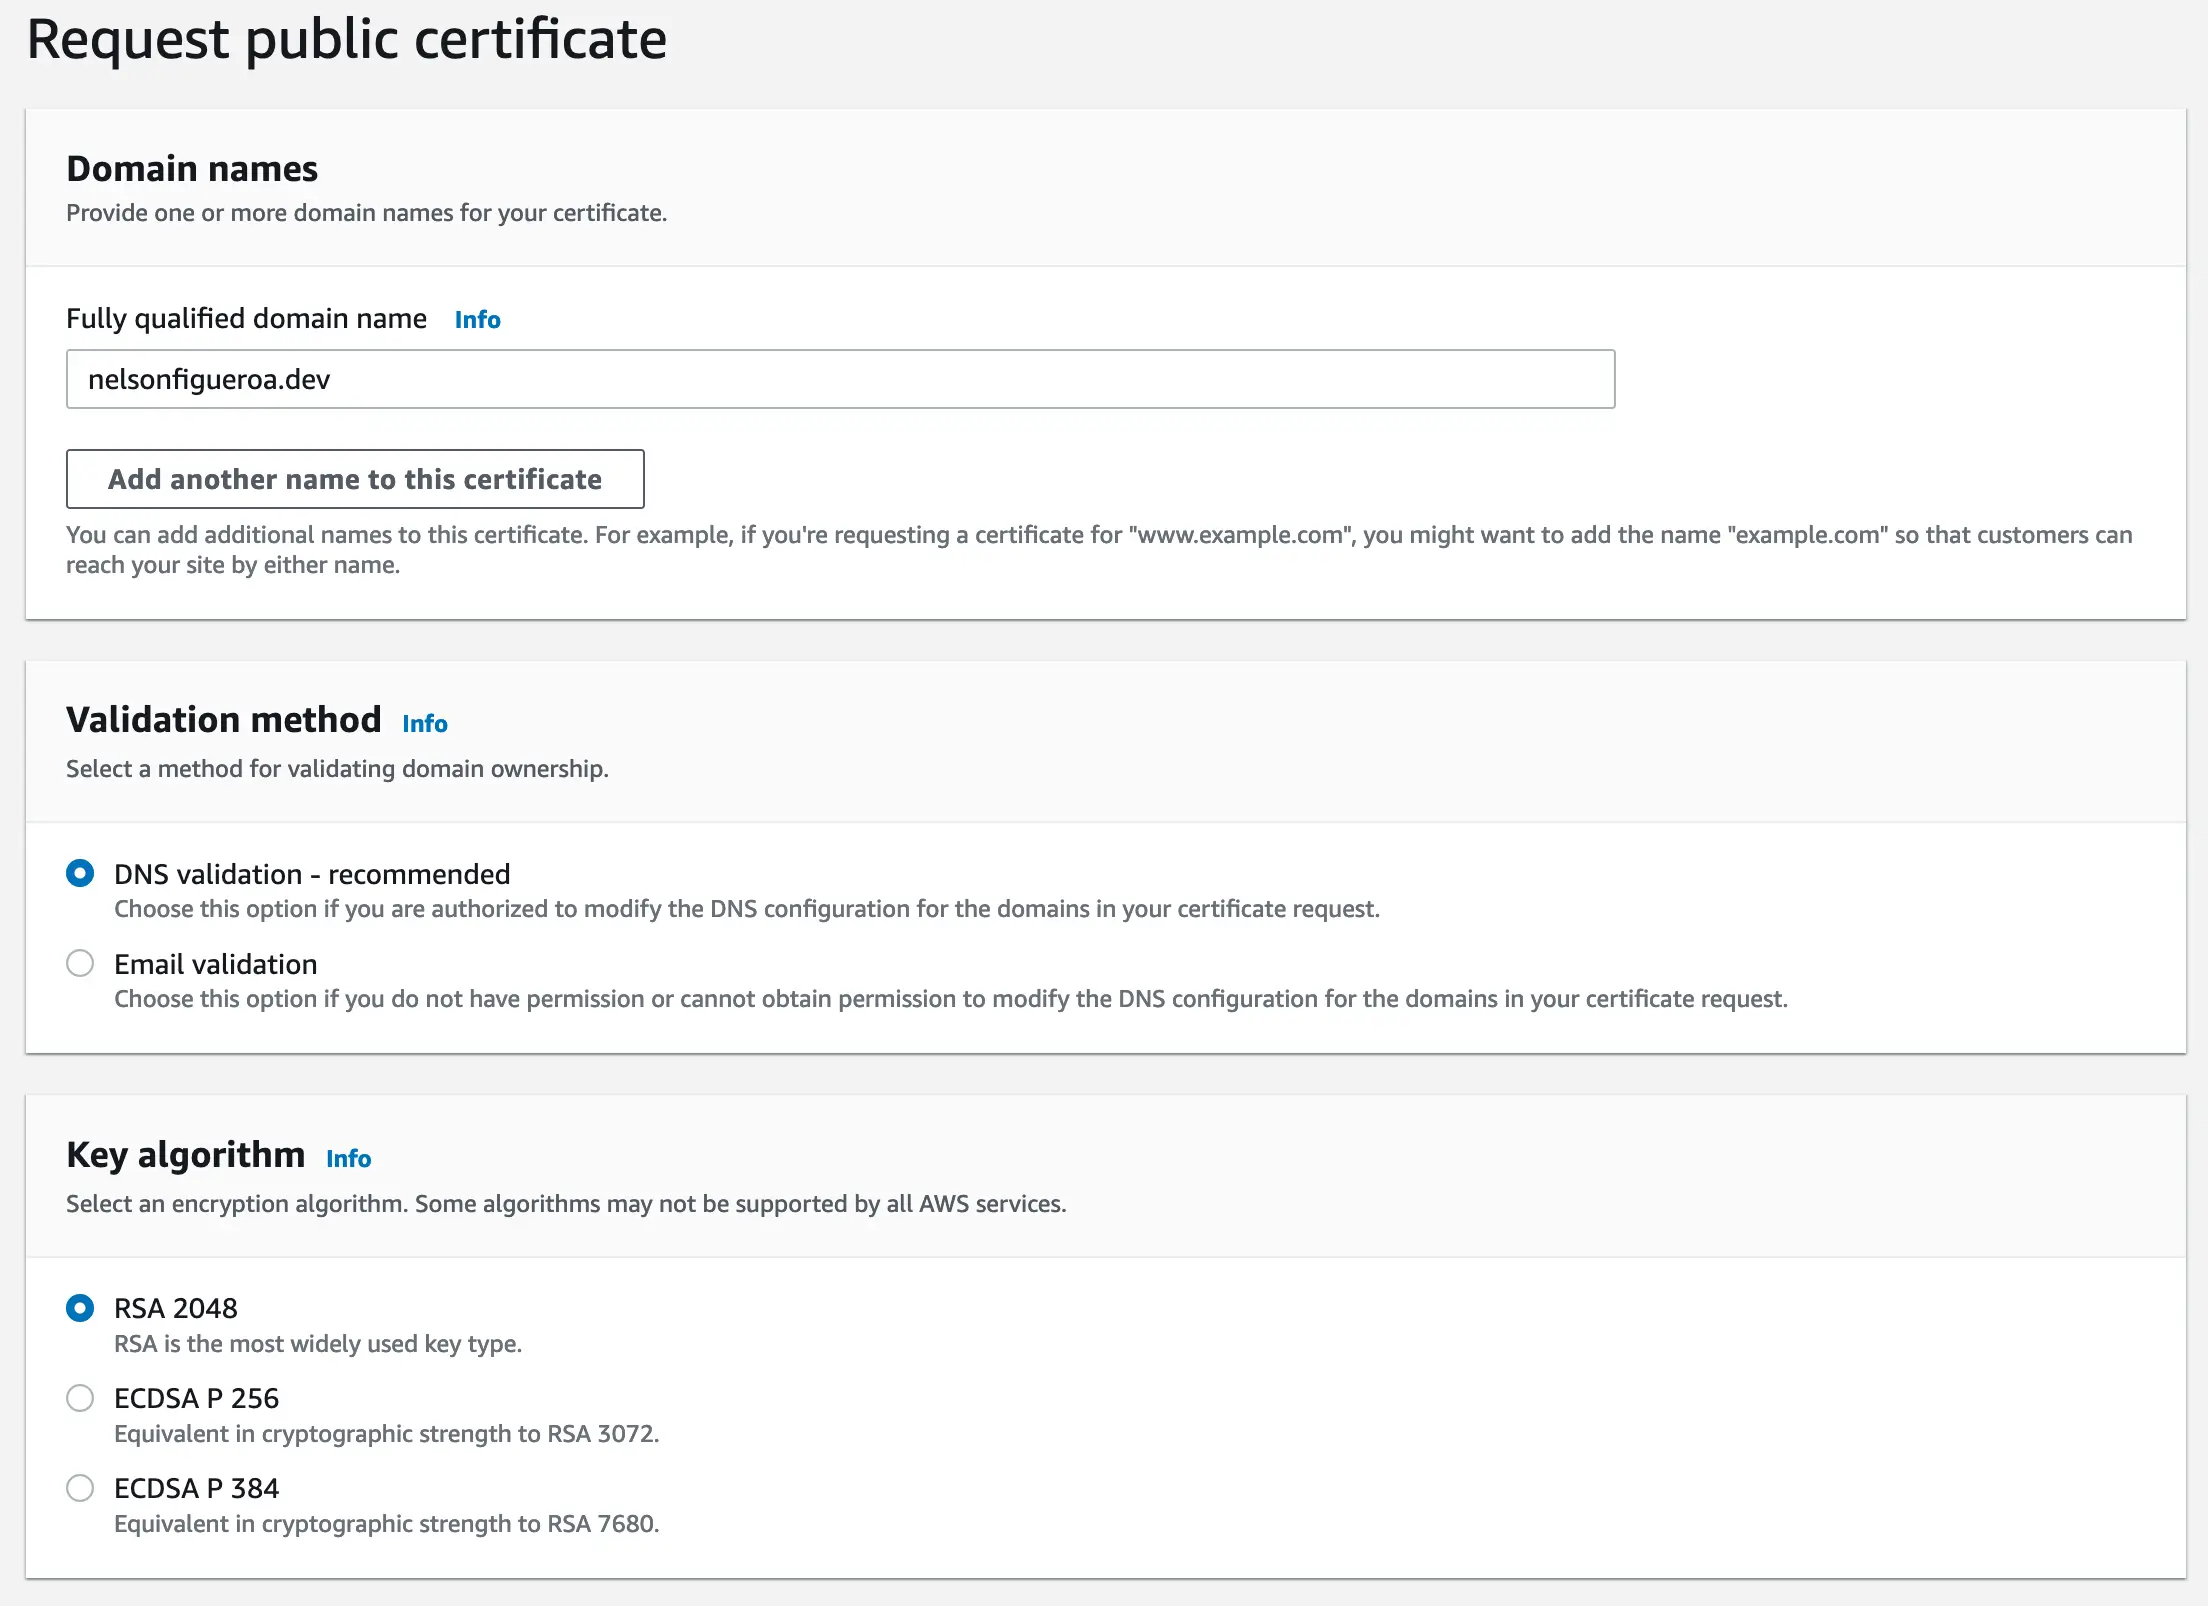 Request public certificate
Domain names
Provide one or more domain names for your certificate.
Fully qualified domain name Info
nelsonfigueroa.dev
Add another name to this certificate
You can add additional names to this certificate. For example, if you're requesting a certificate for "www.example.com", you might want to add the name "example.com" so that customers can
reach your site by either name.
Validation method Info
Select a method for validating domain ownership.
DNS validation - recommended
Choose this option if you are authorized to modify the DNS configuration for the domains in your certificate request.
Email validation
Choose this option if you do not have permission or cannot obtain permission to modify the DNS configuration for the domains in your certificate request.
Key algorithm Info
Select an encryption algorithm. Some algorithms may not be supported by all AWS services.
RSA 2048
RSA is the most widely used key type.
ECDSA P 256
Equivalent in cryptographic strength to RSA 3072.
ECDSA P 384
Equivalent in cryptographic strength to RSA 7680.